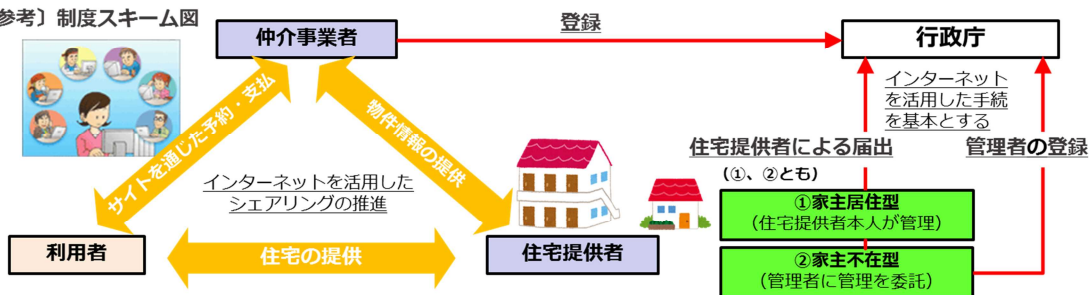 参考〕制度スキーム図
仲介事業者
登録
行政庁
サイトを通じた予約・支払
物件情報の提供
インターネットを活用した
シェアリングの推進
利用者
住宅の提供
住宅提供者
インターネット
を活用した手続
を基本とする
住宅提供者による届出
(①、②とも)
管理者の登録
①家主居住型
(住宅提供者本人が管理)
②家主不在型
(管理者に管理を委託)